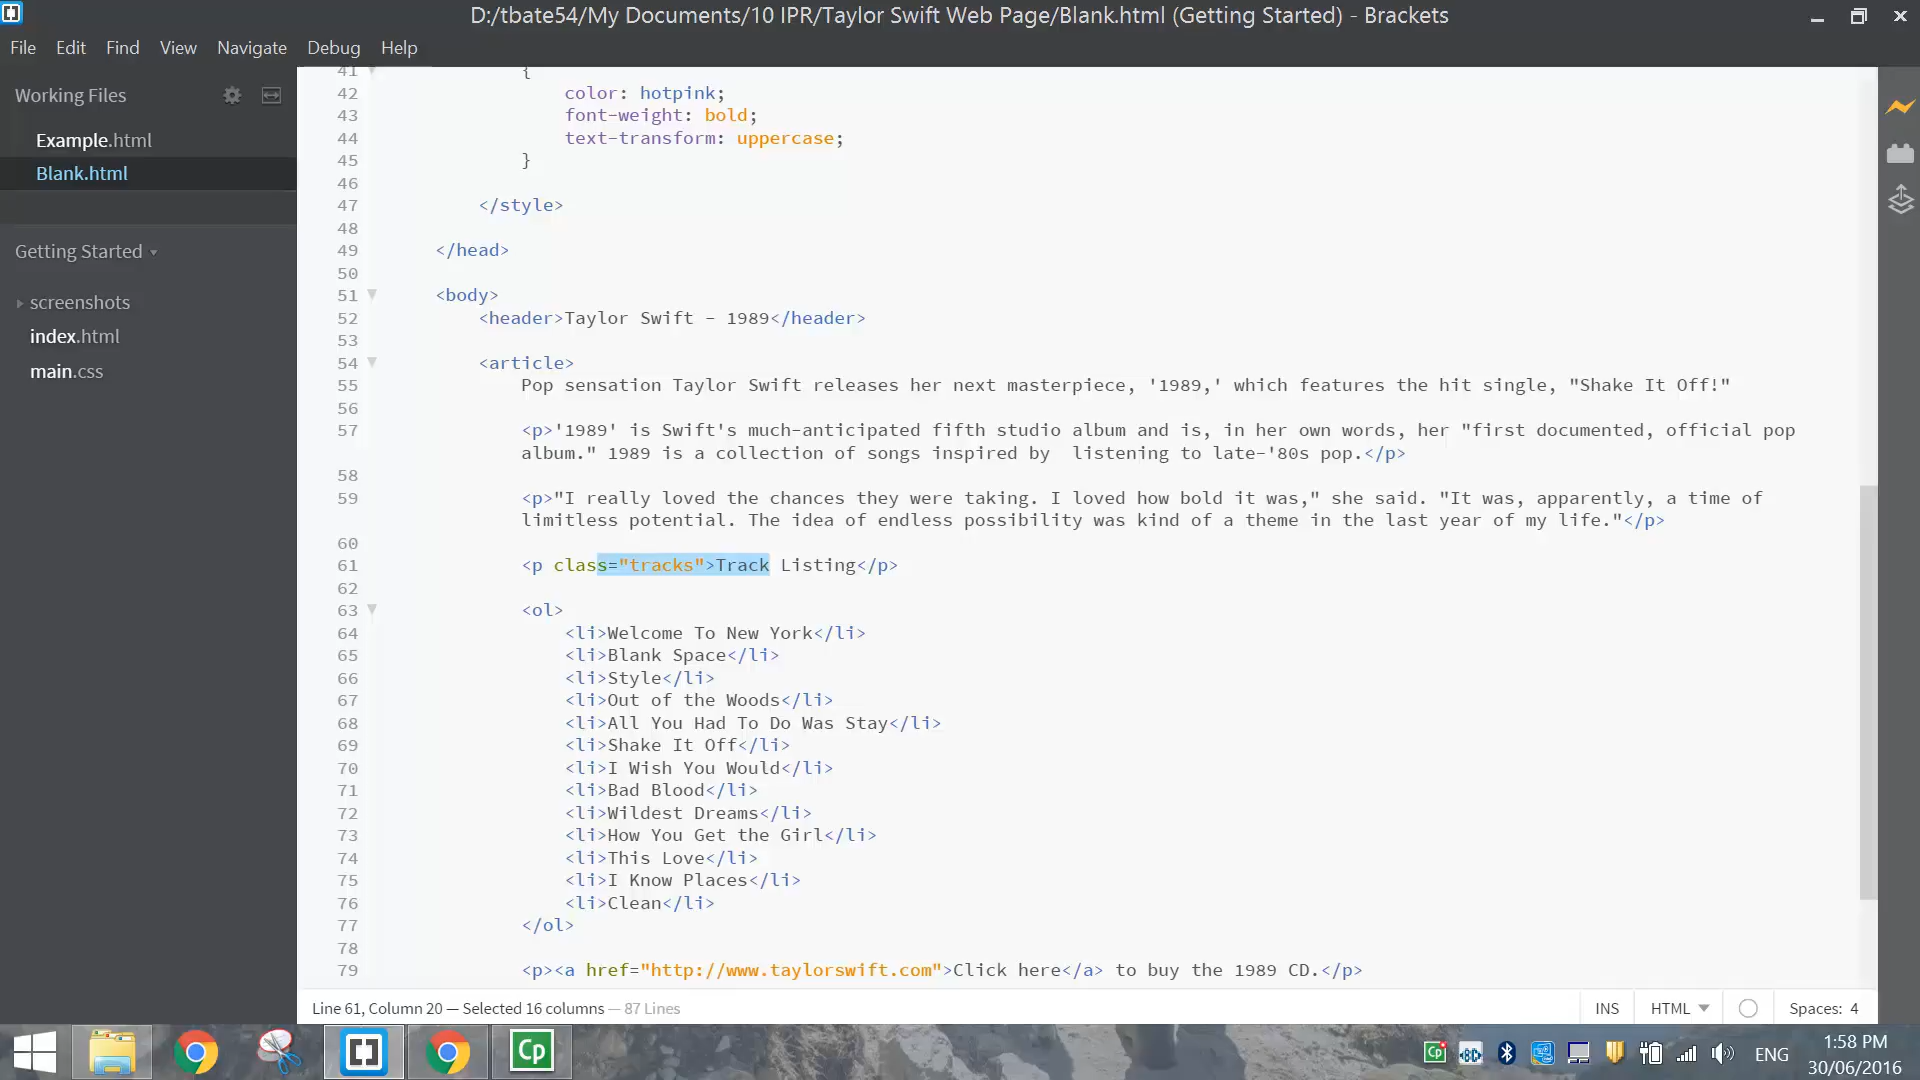 D:/tbate54/My Documents/10 IPR/Taylor Swift Web Page/Blank.html (Getting Started) - Brackets
File Edit Find View Navigate Debug Help
Working Files
Example.html
Blank.html
Getting Started
screenshots
index.html
main.css
41 {
42 color: hotpink;
43 font-weight: bold;
44 text-transform: uppercase;
45 }
46
47 </style>
48
49 </head>
50
51 <body>
52 <header>Taylor Swift - 1989</header>
53
54 <article>
55 Pop sensation Taylor Swift releases her next masterpiece, '1989,' which features the hit single, "Shake It Off!"
56
57 <p>'1989' is Swift's much-anticipated fifth studio album and is, in her own words, her "first documented, official pop
album." 1989 is a collection of songs inspired by  listening to late-'80s pop.</p>
58
59 <p>"I really loved the chances they were taking. I loved how bold it was," she said. "It was, apparently, a time of
limitless potential. The idea of endless possibility was kind of a theme in the last year of my life."</p>
60
61 <p class="tracks">Track Listing</p>
62
63 <ol>
64 <li>Welcome To New York</li>
65 <li>Blank Space</li>
66 <li>Style</li>
67 <li>Out of the Woods</li>
68 <li>All You Had To Do Was Stay</li>
69 <li>Shake It Off</li>
70 <li>I Wish You Would</li>
71 <li>Bad Blood</li>
72 <li>Wildest Dreams</li>
73 <li>How You Get the Girl</li>
74 <li>This Love</li>
75 <li>I Know Places</li>
76 <li>Clean</li>
77 </ol>
78
79 <p><a href="http://www.taylorswift.com">Click here</a> to buy the 1989 CD.</p>
Line 61, Column 20 — Selected 16 columns — 87 Lines
INS HTML Spaces: 4
Cp
ENG
1:58 PM
30/06/2016